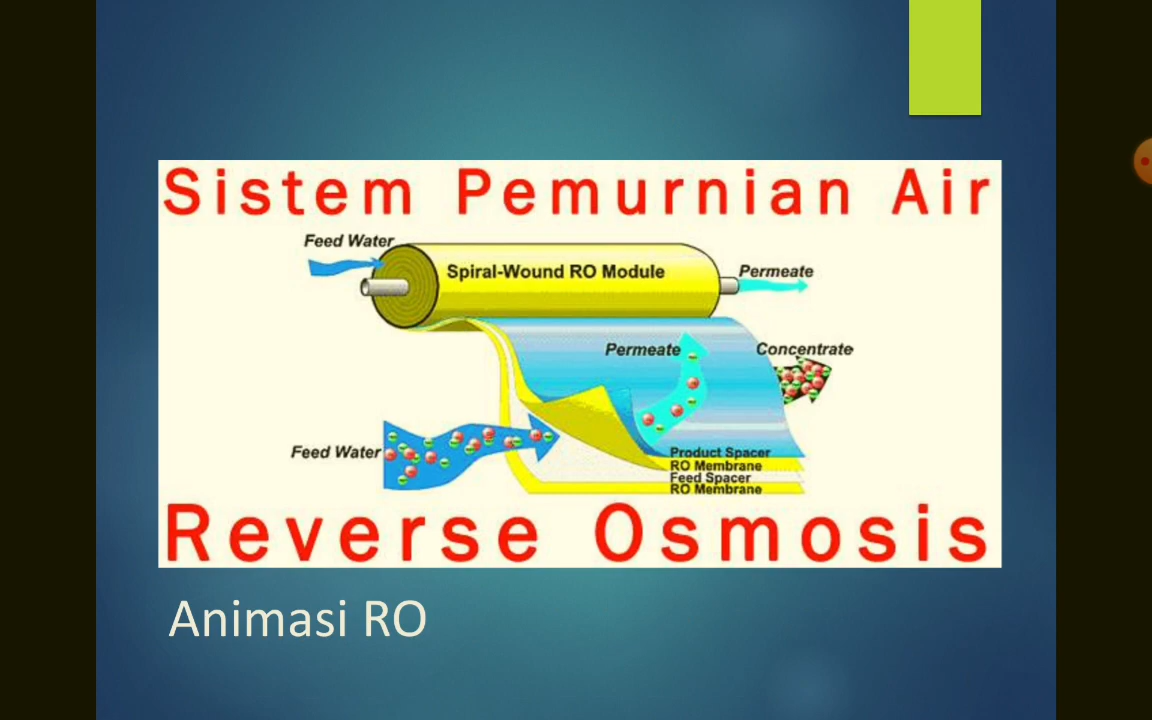 Sistem Pemurnian Air
Feed Water
Spiral-Wound RO Module
Permeate
Permeate
Concentrate
Feed Water
Product Spacer
RO Membrane
Feed Spacer
RO Membrane
Reverse Osmosis
Animasi RO